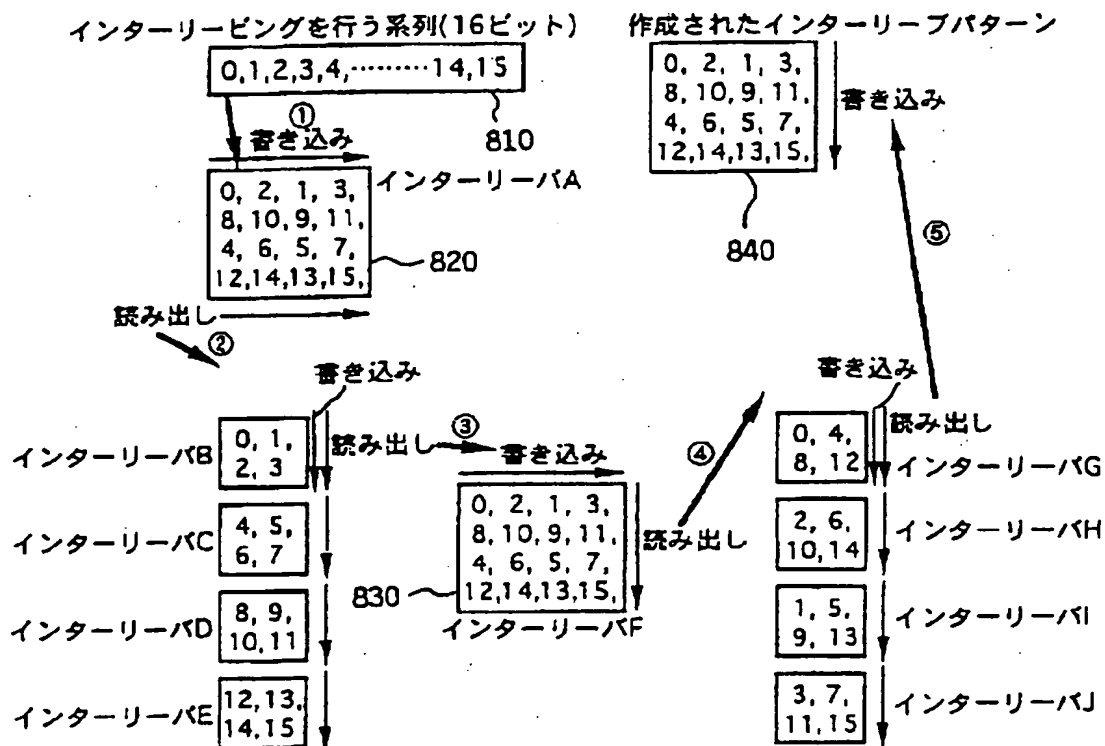 インターリービングを行う系列(16ビット)
0,1,2,3,4,………14,15
810
①
書き込み
インターリーバA
0, 2, 1, 3,
8, 10, 9, 11,
4, 6, 5, 7,
12,14,13,15,
820
読み出し
②
書き込み
インターリーバB
0, 1,
2, 3
読み出し
インターリーバC
4, 5,
6, 7
インターリーバD
8, 9,
10,11
インターリーバE
12,13,
14,15
③
書き込み
0, 2, 1, 3,
8, 10, 9, 11,
4, 6, 5, 7,
12,14,13,15,
830
インターリーバF
読み出し
④
作成されたインターリーブパターン
0, 2, 1, 3,
8, 10, 9, 11,
4, 6, 5, 7,
12,14,13,15,
書き込み
840
⑤
書き込み
読み出し
0, 4,
8, 12
インターリーバG
2, 6,
10,14
インターリーバH
1, 5,
9, 13
インターリーバI
3, 7,
11,15
インターリーバJ